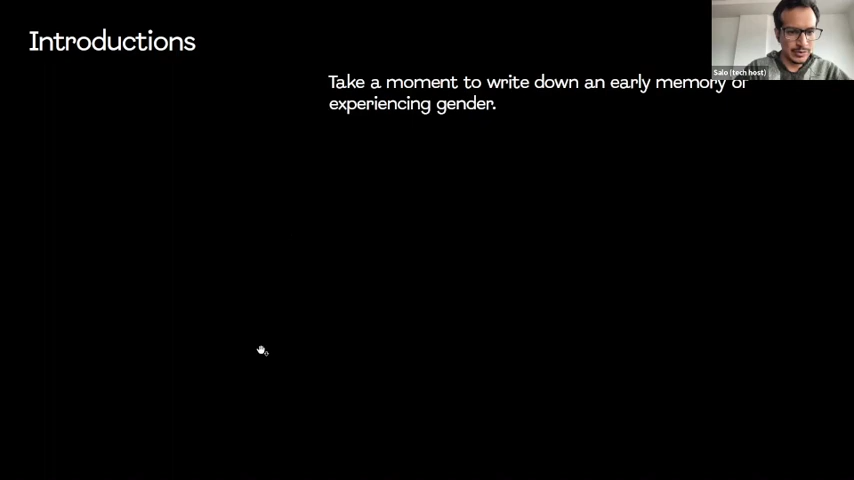 Introductions
Salo (tech host)
Take a moment to write down an early memory of
experiencing gender.